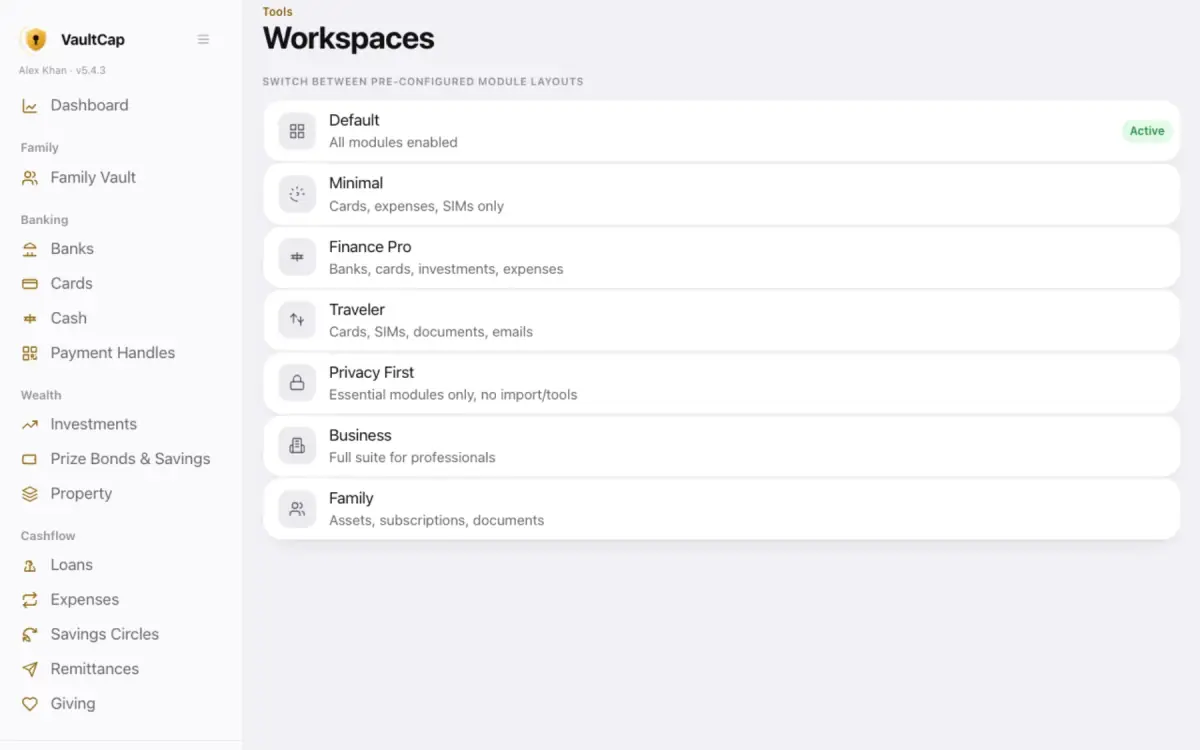 VaultCap
Alex Khan · v5.4.3
Dashboard
Family
Family Vault
Banking
Banks
Cards
Cash
Payment Handles
Wealth
Investments
Prize Bonds & Savings
Property
Cashflow
Loans
Expenses
Savings Circles
Remittances
Giving
Tools
Workspaces
SWITCH BETWEEN PRE-CONFIGURED MODULE LAYOUTS
Default
All modules enabled
Active
Minimal
Cards, expenses, SIMs only
Finance Pro
Banks, cards, investments, expenses
Traveler
Cards, SIMs, documents, emails
Privacy First
Essential modules only, no import/tools
Business
Full suite for professionals
Family
Assets, subscriptions, documents